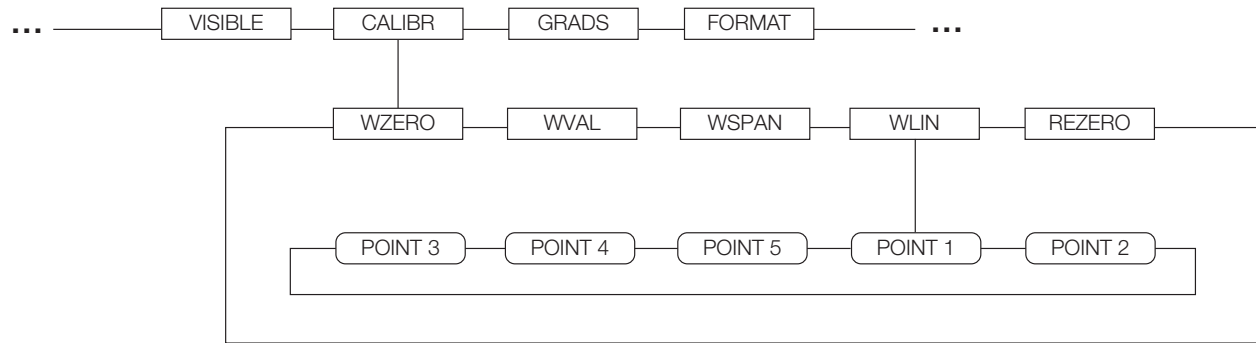 ... VISIBLE CALIBR GRADS FORMAT ...
WZERO WVAL WSPAN WLIN REZERO
POINT 3 POINT 4 POINT 5 POINT 1 POINT 2